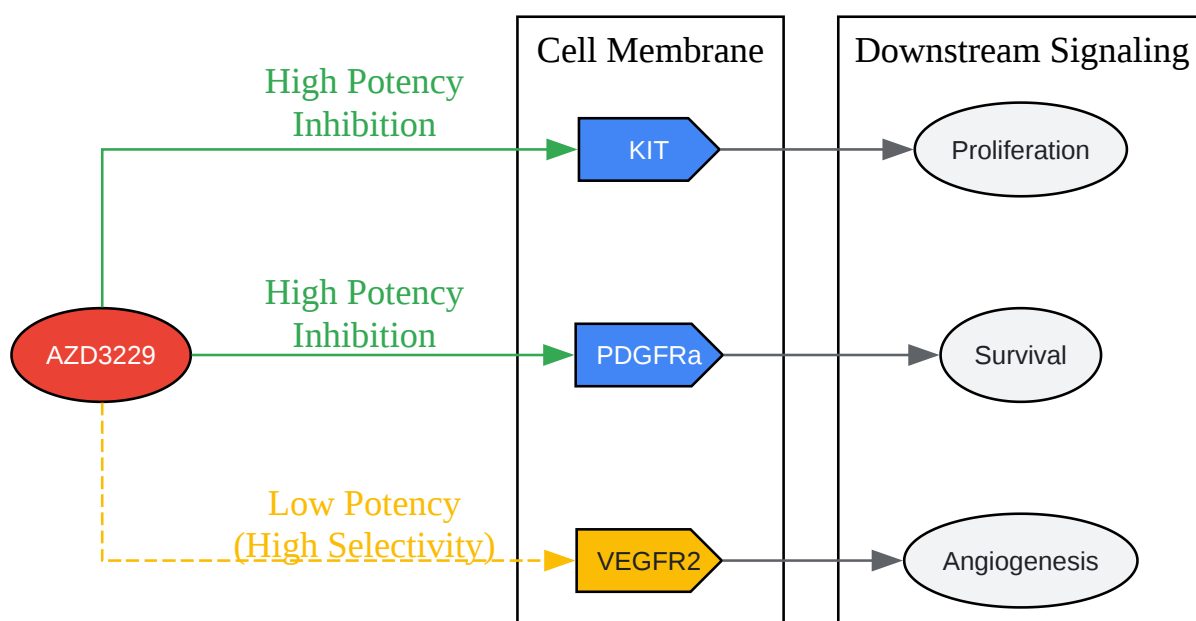 Cell Membrane
Downstream Signaling
High Potency
Inhibition
KIT
Proliferation
High Potency
Inhibition
AZD3229
PDGFRa
Survival
Low Potency
(High Selectivity)
VEGFR2
Angiogenesis